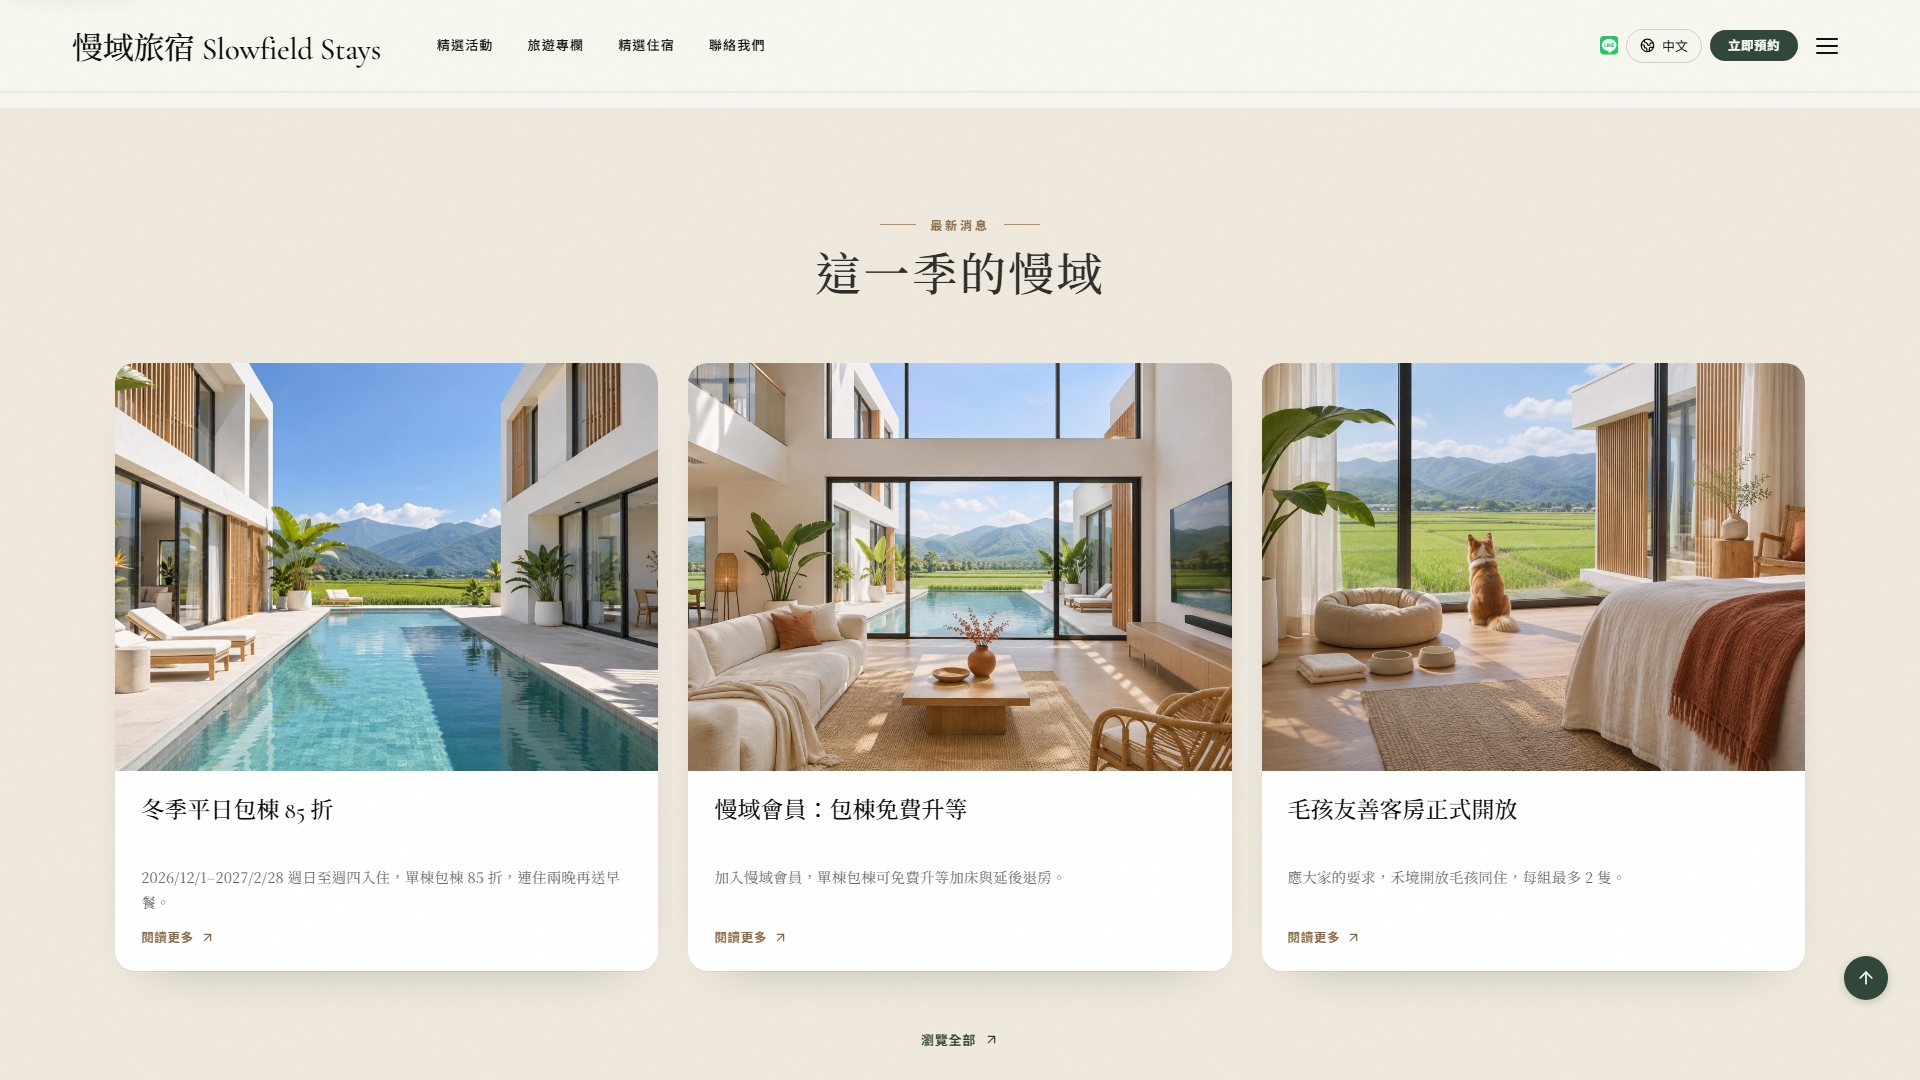 慢域旅宿 Slowfield Stays
精選活動
旅遊專欄
精選住宿
聯絡我們
LINE
中文
立即預約
最新消息
這一季的慢域
冬季平日包棟 85 折
2026/12/1–2027/2/28 週日至週四入住，單棟包棟 85 折，連住兩晚再送早
餐。
閱讀更多
慢域會員：包棟免費升等
加入慢域會員，單棟包棟可免費升等加床與延後退房。
閱讀更多
毛孩友善客房正式開放
應大家的要求，禾境開放毛孩同住，每組最多 2 隻。
閱讀更多
瀏覽全部